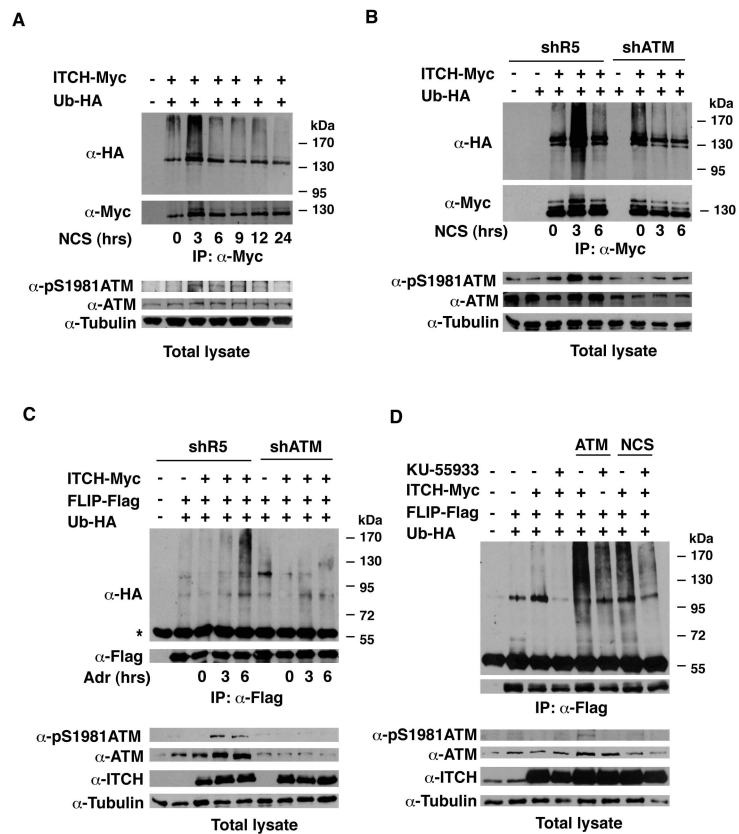 A
ITCH-Myc - + + + + + +
Ub-HA - + + + + + +
kDa
α-HA
- 170
- 130
- 95
α-Myc - 130
NCS (hrs) 0 3 6 9 12 24
IP: α-Myc
α-pS1981ATM
α-ATM
α-Tubulin
Total lysate
B
shR5 shATM
ITCH-Myc - - + + + - + + +
Ub-HA - + + + + + + + +
kDa
α-HA
- 170
- 130
- 95
α-Myc - 130
NCS (hrs) 0 3 6 0 3 6
IP: α-Myc
α-pS1981ATM
α-ATM
α-Tubulin
Total lysate
C
shR5 shATM
ITCH-Myc - - + + + - + + +
FLIP-Flag - + + + + + + + +
Ub-HA - + + + + + + + +
kDa
α-HA
- 170
- 130
- 95
- 72
* - 55
α-Flag
Adr (hrs) 0 3 6 0 3 6
IP: α-Flag
α-pS1981ATM
α-ATM
α-ITCH
α-Tubulin
Total lysate
D
ATM NCS
KU-55933 - - - + - + - +
ITCH-Myc - - + + + - + +
FLIP-Flag - + + + + + + +
Ub-HA - + + + + + + +
kDa
- 170
- 130
- 95
- 72
- 55
IP: α-Flag
α-pS1981ATM
α-ATM
α-ITCH
α-Tubulin
Total lysate